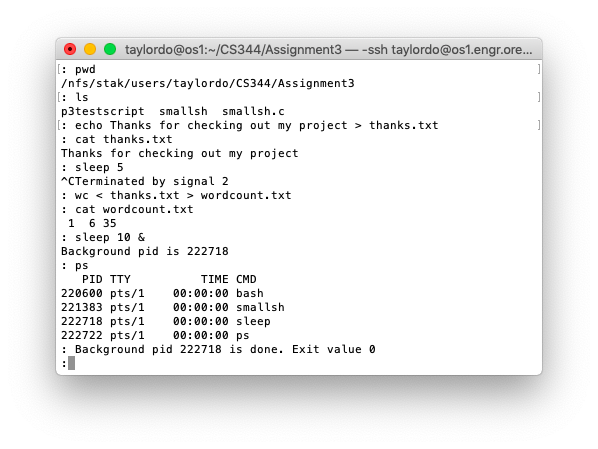 taylordo@os1:~/CS344/Assignment3 — -ssh taylordo@os1.engr.ore...
[: pwd ]
/nfs/stak/users/taylordo/CS344/Assignment3
[: ls ]
p3testscript  smallsh  smallsh.c
[: echo Thanks for checking out my project > thanks.txt ]
: cat thanks.txt
Thanks for checking out my project
: sleep 5
^CTerminated by signal 2
: wc < thanks.txt > wordcount.txt
: cat wordcount.txt
 1  6 35
: sleep 10 &
Background pid is 222718
: ps
   PID TTY          TIME CMD
220600 pts/1    00:00:00 bash
221383 pts/1    00:00:00 smallsh
222718 pts/1    00:00:00 sleep
222722 pts/1    00:00:00 ps
: Background pid 222718 is done. Exit value 0
: